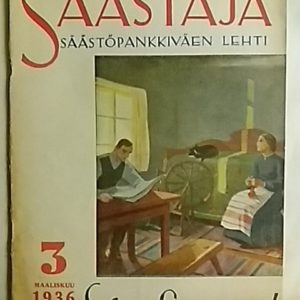 SÄÄSTÄJÄ
SÄÄSTÖPANKKIVÄEN LEHTI
3
MAALISKUU
1936